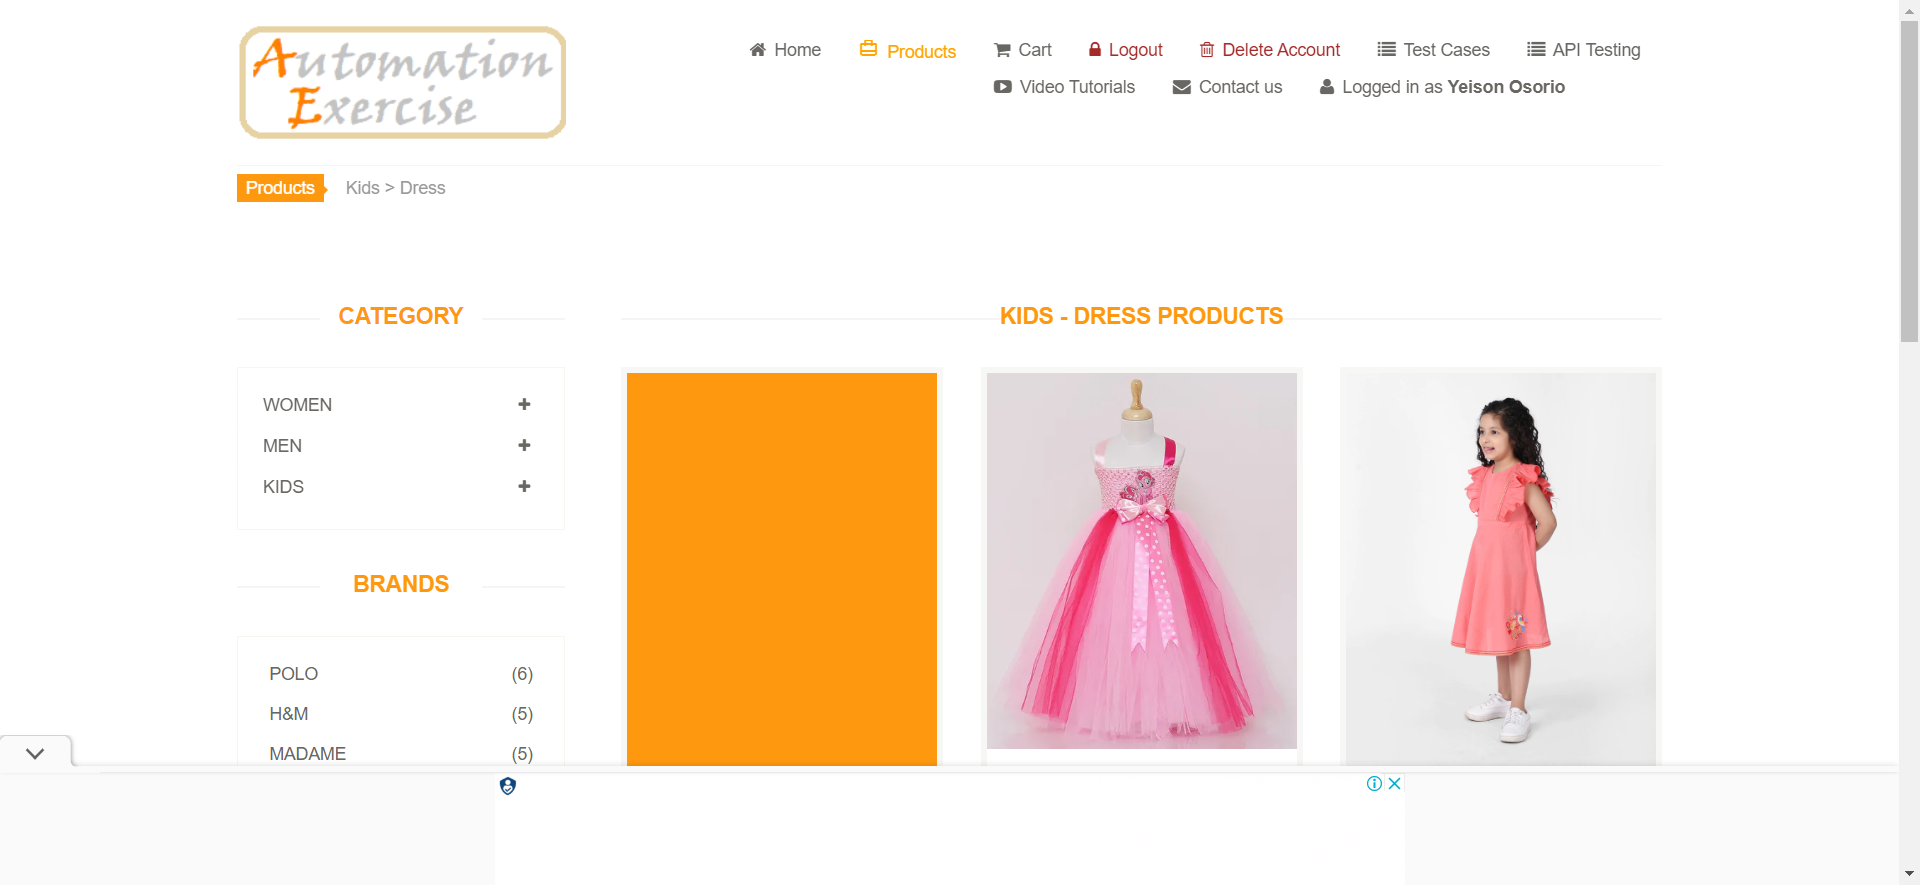 Automation
Exercise
Home
Products
Cart
Logout
Delete Account
Test Cases
API Testing
Video Tutorials
Contact us
Logged in as Yeison Osorio
Products
Kids > Dress
CATEGORY
WOMEN
MEN
KIDS
BRANDS
POLO (6)
H&M (5)
MADAME (5)
KIDS - DRESS PRODUCTS